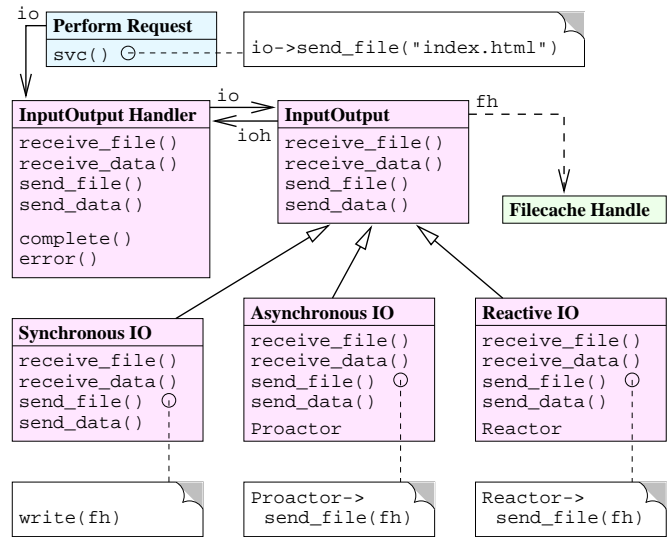 io
Perform Request
svc()
io->send_file("index.html")
InputOutput Handler
receive_file()
receive_data()
send_file()
send_data()
complete()
error()
io
ioh
InputOutput
receive_file()
receive_data()
send_file()
send_data()
fh
Filecache Handle
Synchronous IO
receive_file()
receive_data()
send_file()
send_data()
write(fh)
Asynchronous IO
receive_file()
receive_data()
send_file()
send_data()
Proactor
Proactor->
send_file(fh)
Reactive IO
receive_file()
receive_data()
send_file()
send_data()
Reactor
Reactor->
send_file(fh)